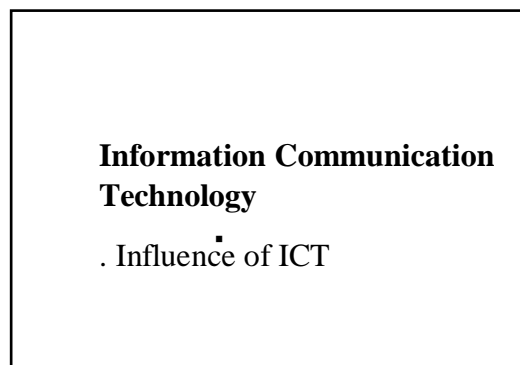 Information Communication
Technology
. Influence of ICT